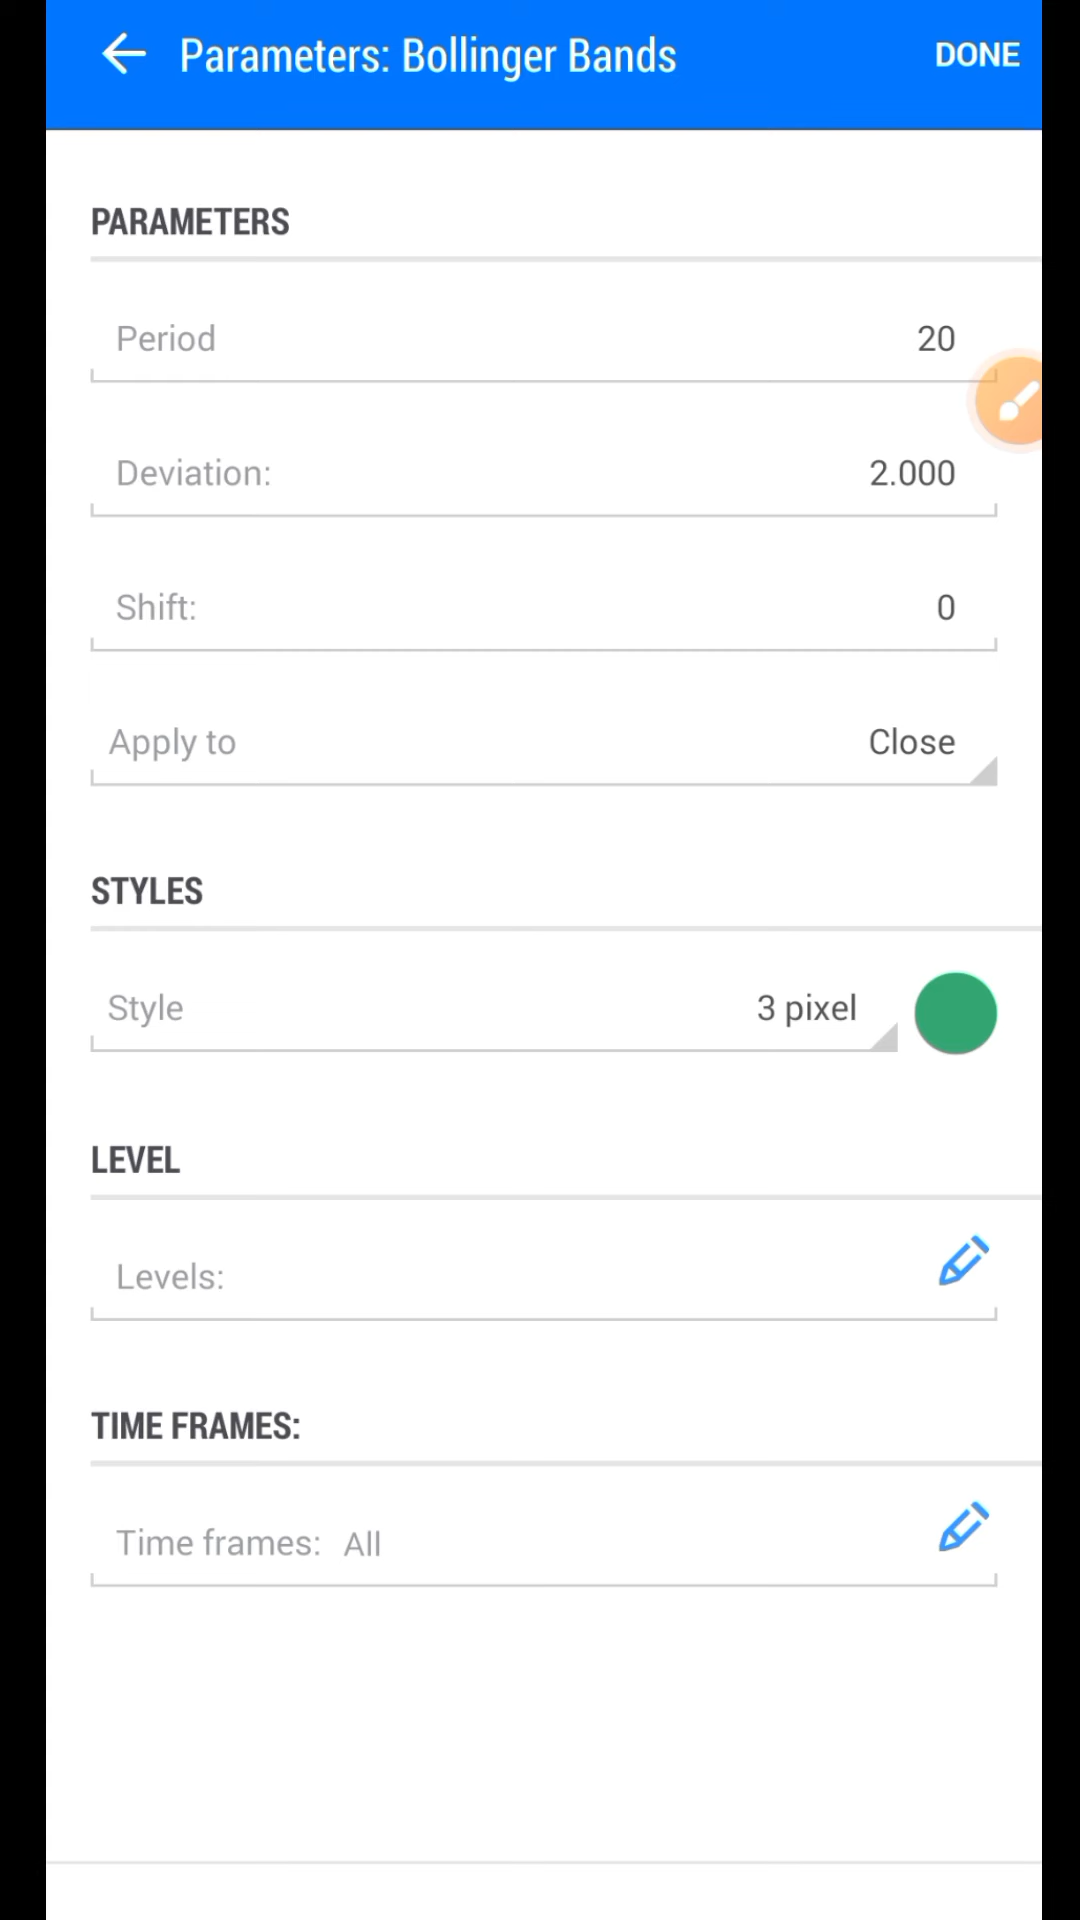 Parameters: Bollinger Bands DONE
PARAMETERS
Period 20
Deviation: 2.000
Shift: 0
Apply to Close
STYLES
Style 3 pixel
LEVEL
Levels:
TIME FRAMES:
Time frames: All